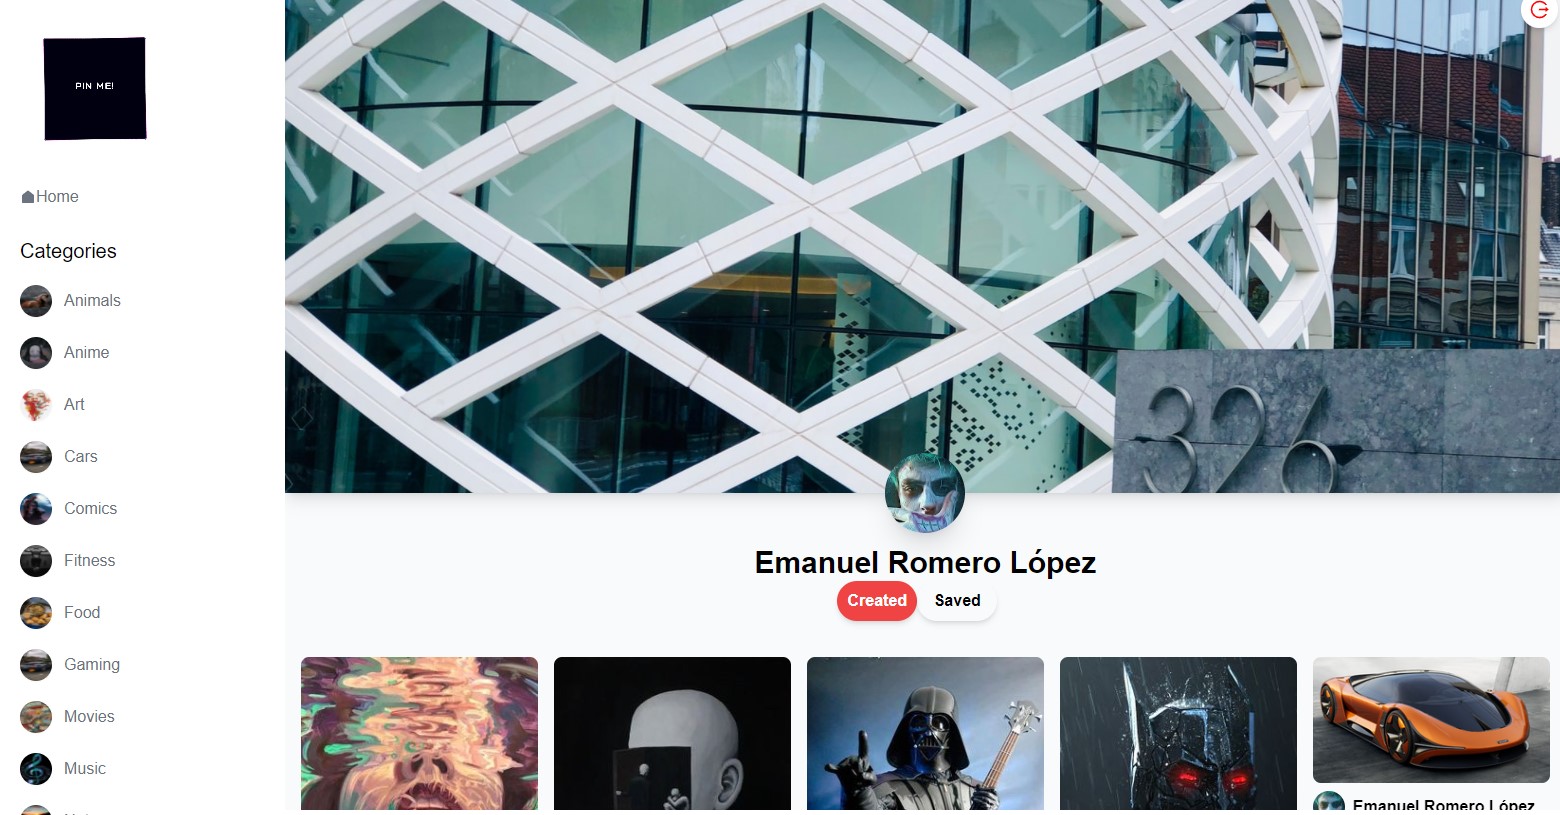 PIN ME!
Home
Categories
Animals
Anime
Art
Cars
Comics
Fitness
Food
Gaming
Movies
Music
326
Emanuel Romero López
Created
Saved
Emanuel Romero López